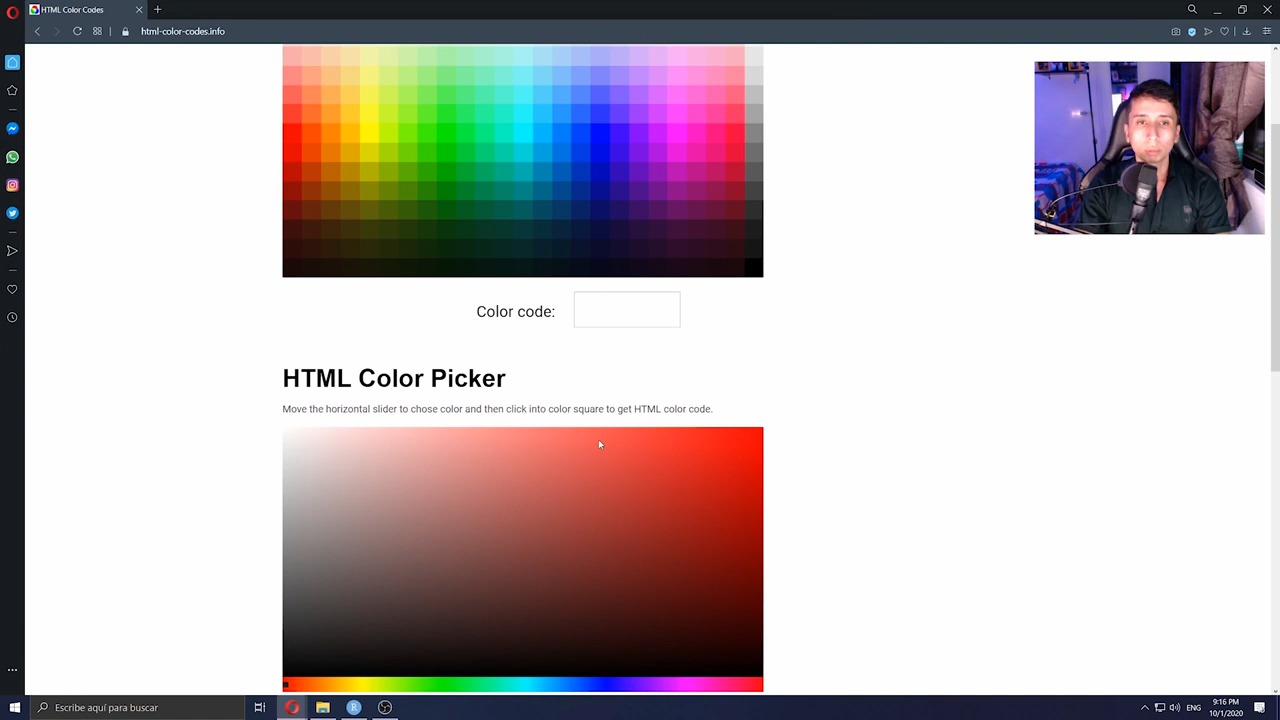 HTML Color Codes
html-color-codes.info
Color code:
HTML Color Picker
Move the horizontal slider to chose color and then click into color square to get HTML color code.
Escribe aquí para buscar
R
ENG
9:16 PM
10/1/2020